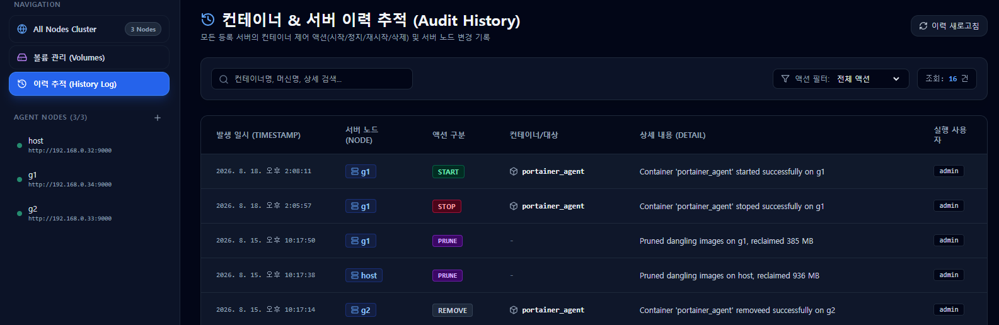 NAVIGATION
All Nodes Cluster
3 Nodes
볼륨 관리 (Volumes)
이력 추적 (History Log)
AGENT NODES (3/3)
host
http://192.168.0.32:9000
g1
http://192.168.0.34:9000
g2
http://192.168.0.33:9000
컨테이너 & 서버 이력 추적 (Audit History)
모든 등록 서버의 컨테이너 제어 액션(시작/정지/재시작/삭제) 및 서버 노드 변경 기록
이력 새로고침
컨테이너명, 머신명, 상세 검색...
액션 필터: 전체 액션
조회: 16 건
발생 일시 (TIMESTAMP) 서버 노드 (NODE) 액션 구분 컨테이너/대상 상세 내용 (DETAIL) 실행 사용자
2026. 8. 18. 오후 2:08:11 g1 START portainer_agent Container 'portainer_agent' started successfully on g1 admin
2026. 8. 18. 오후 2:05:57 g1 STOP portainer_agent Container 'portainer_agent' stoped successfully on g1 admin
2026. 8. 15. 오후 10:17:50 g1 PRUNE - Pruned dangling images on g1, reclaimed 385 MB admin
2026. 8. 15. 오후 10:17:38 host PRUNE - Pruned dangling images on host, reclaimed 936 MB admin
2026. 8. 15. 오후 10:17:14 g2 REMOVE portainer_agent Container 'portainer_agent' removeed successfully on g2 admin